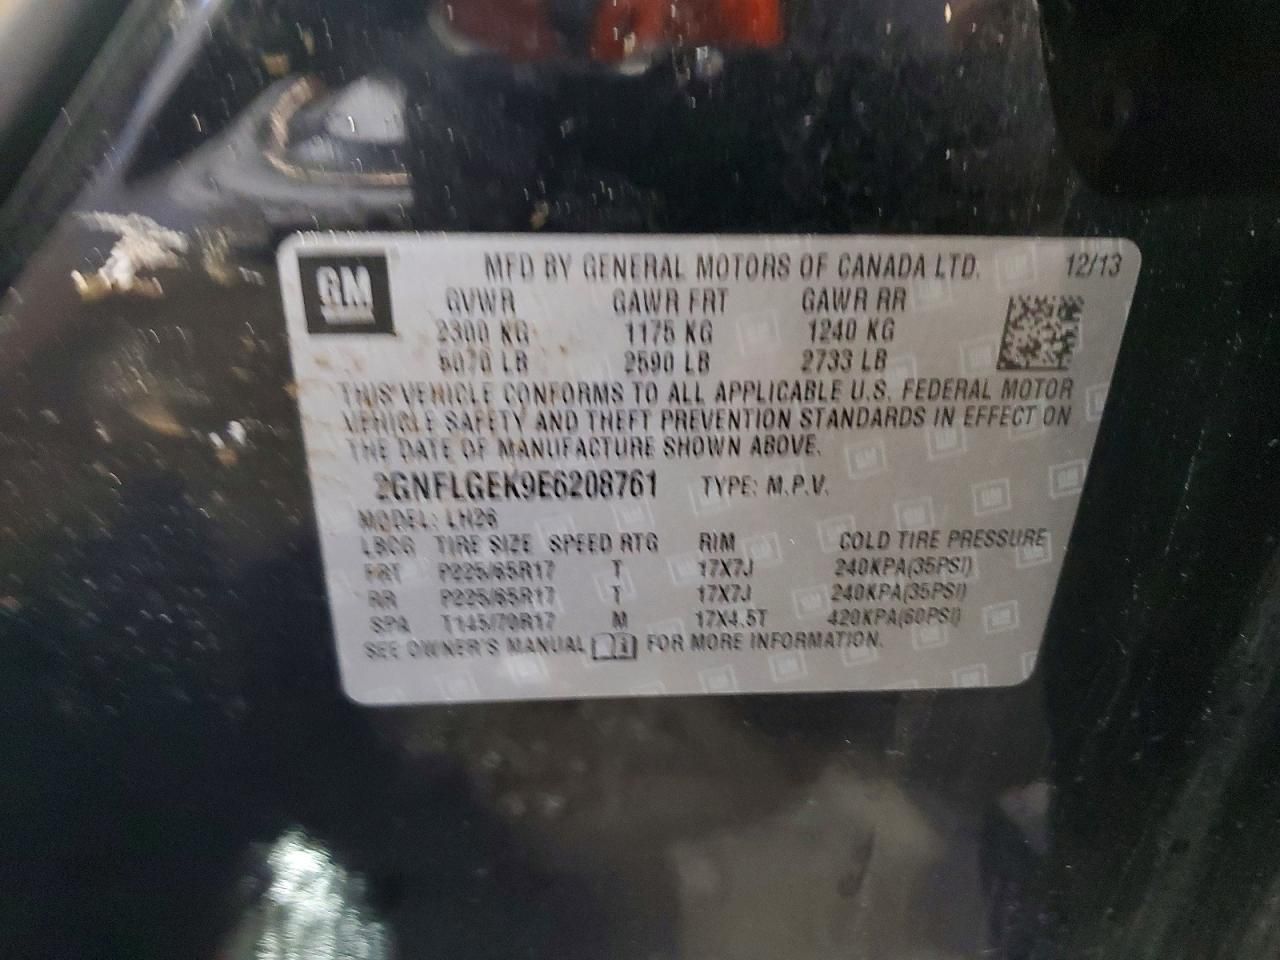 GM
MFD BY GENERAL MOTORS OF CANADA LTD. 12/13
GVWR GAWR FRT GAWR RR
2300 KG 1175 KG 1240 KG
5070 LB 2590 LB 2733 LB
THIS VEHICLE CONFORMS TO ALL APPLICABLE U.S. FEDERAL MOTOR
VEHICLE SAFETY AND THEFT PREVENTION STANDARDS IN EFFECT ON
THE DATE OF MANUFACTURE SHOWN ABOVE.
2GNFLGEK9E6208761 TYPE: M.P.V.
MODEL: LH26
LBCG TIRE SIZE SPEED RTG RIM COLD TIRE PRESSURE
FRT P225/65R17 T 17X7J 240KPA(35PSI)
RR P225/65R17 T 17X7J 240KPA(35PSI)
SPA T145/70R17 M 17X4.5T 420KPA(60PSI)
SEE OWNER'S MANUAL FOR MORE INFORMATION.